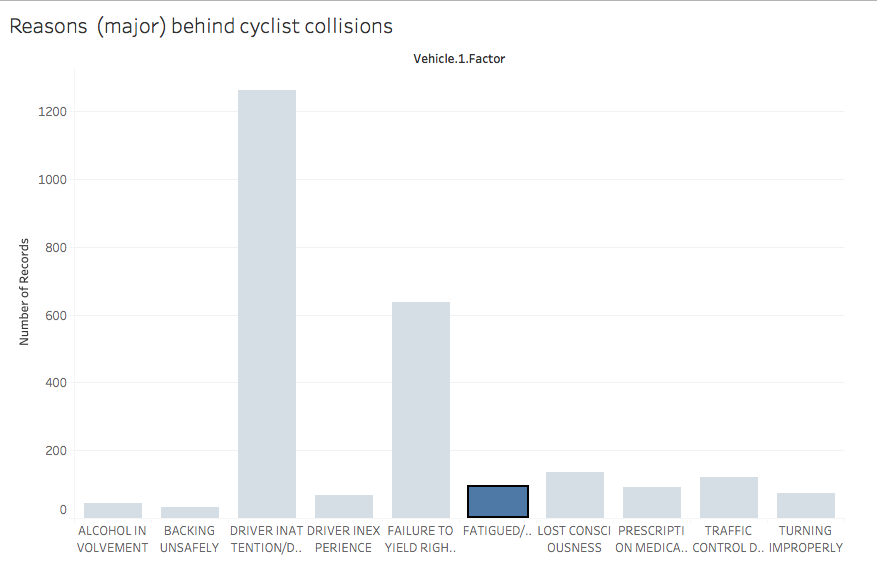 Reasons (major) behind cyclist collisions
Vehicle.1.Factor
Number of Records
1200
1000
800
600
400
200
0
ALCOHOL IN
VOLVEMENT
BACKING
UNSAFELY
DRIVER INAT
TENTION/D..
DRIVER INEX
PERIENCE
FAILURE TO
YIELD RIGH..
FATIGUED/..
LOST CONSCI
OUSNESS
PRESCRIPTI
ON MEDICA..
TRAFFIC
CONTROL D..
TURNING
IMPROPERLY